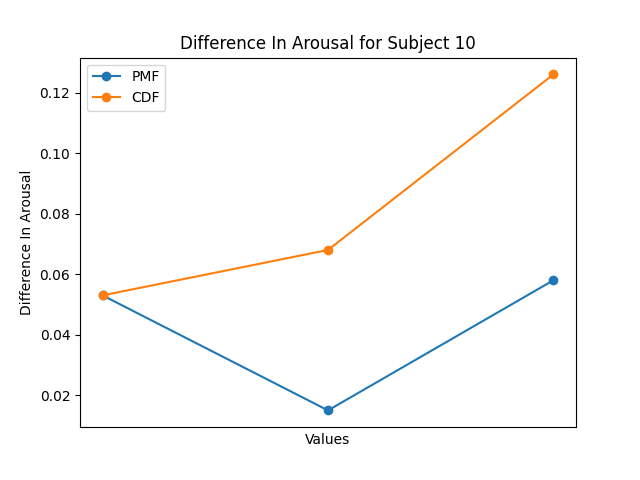 Difference In Arousal for Subject 10
PMF
CDF
0.12
0.10
0.08
0.06
0.04
0.02
Difference In Arousal
Values